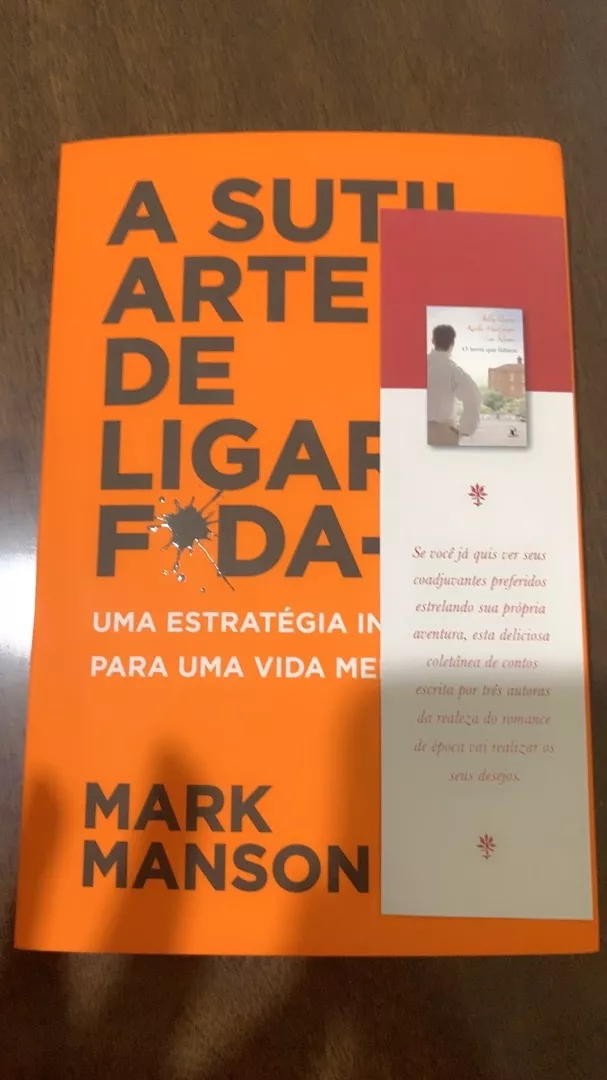 A SUTIL
ARTE
DE
LIGAR
F*DA-
UMA ESTRATÉGIA IN
PARA UMA VIDA ME
MARK
MANSON
Se você já quis ver seus
coadjuvantes preferidos
estrelando sua própria
aventura, esta deliciosa
coletânea de contos
escrita por três autoras
da realeza do romance
de época vai realizar os
seus desejos.